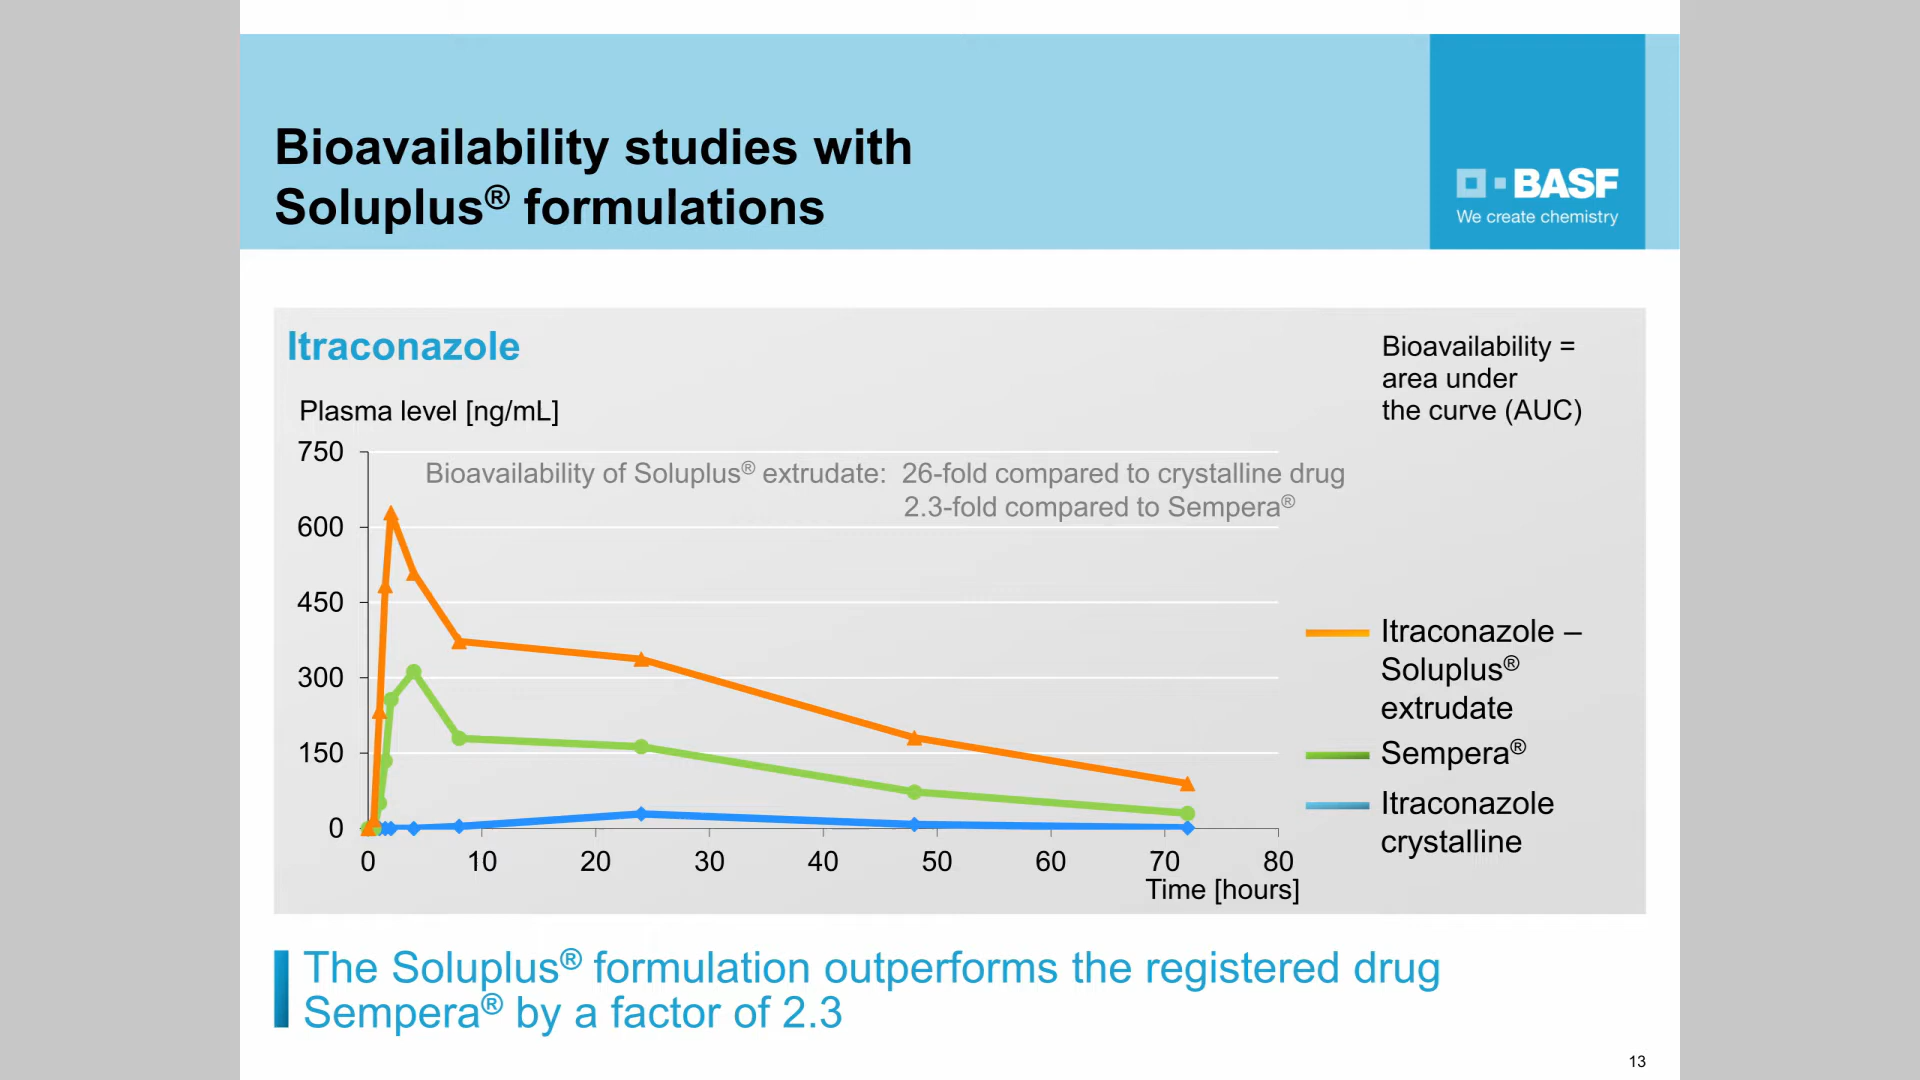 Bioavailability studies with
Soluplus® formulations
BASF
We create chemistry
Itraconazole
Bioavailability =
area under
the curve (AUC)
Plasma level [ng/mL]
750
600
450
300
150
0
Bioavailability of Soluplus® extrudate: 26-fold compared to crystalline drug
2.3-fold compared to Sempera®
0 10 20 30 40 50 60 70 80
Time [hours]
Itraconazole –
Soluplus®
extrudate
Sempera®
Itraconazole
crystalline
The Soluplus® formulation outperforms the registered drug
Sempera® by a factor of 2.3
13